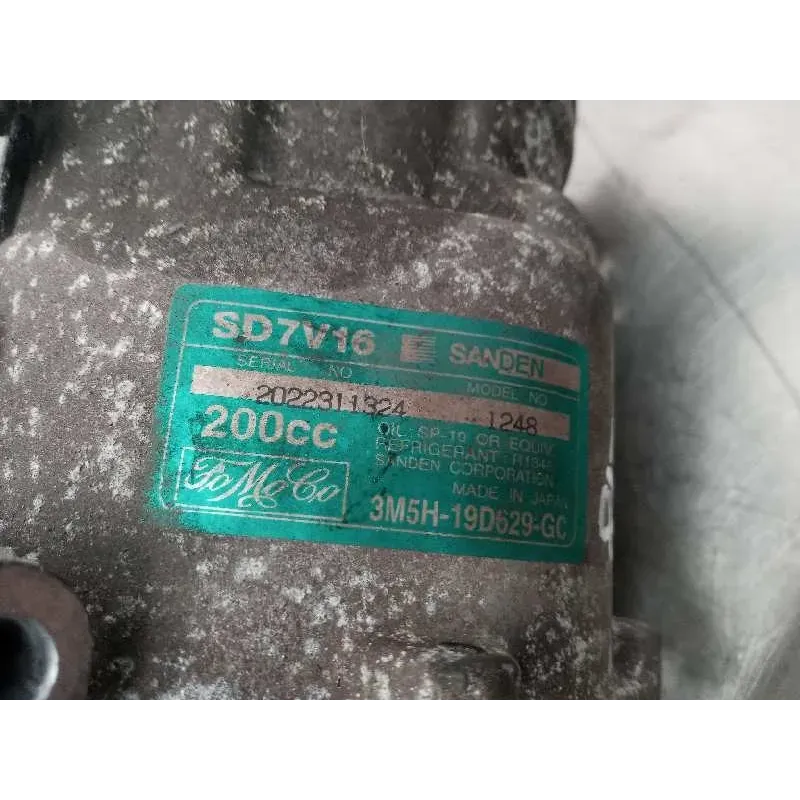 SD7V16 SANDEN
SERIAL NO MODEL NO
2022311324 1248
200cc OIL SP-10 OR EQUIV.
REFRIGERANT R134a
SANDEN CORPORATION
MADE IN JAPAN
FoMoCo 3M5H-19D629-GC